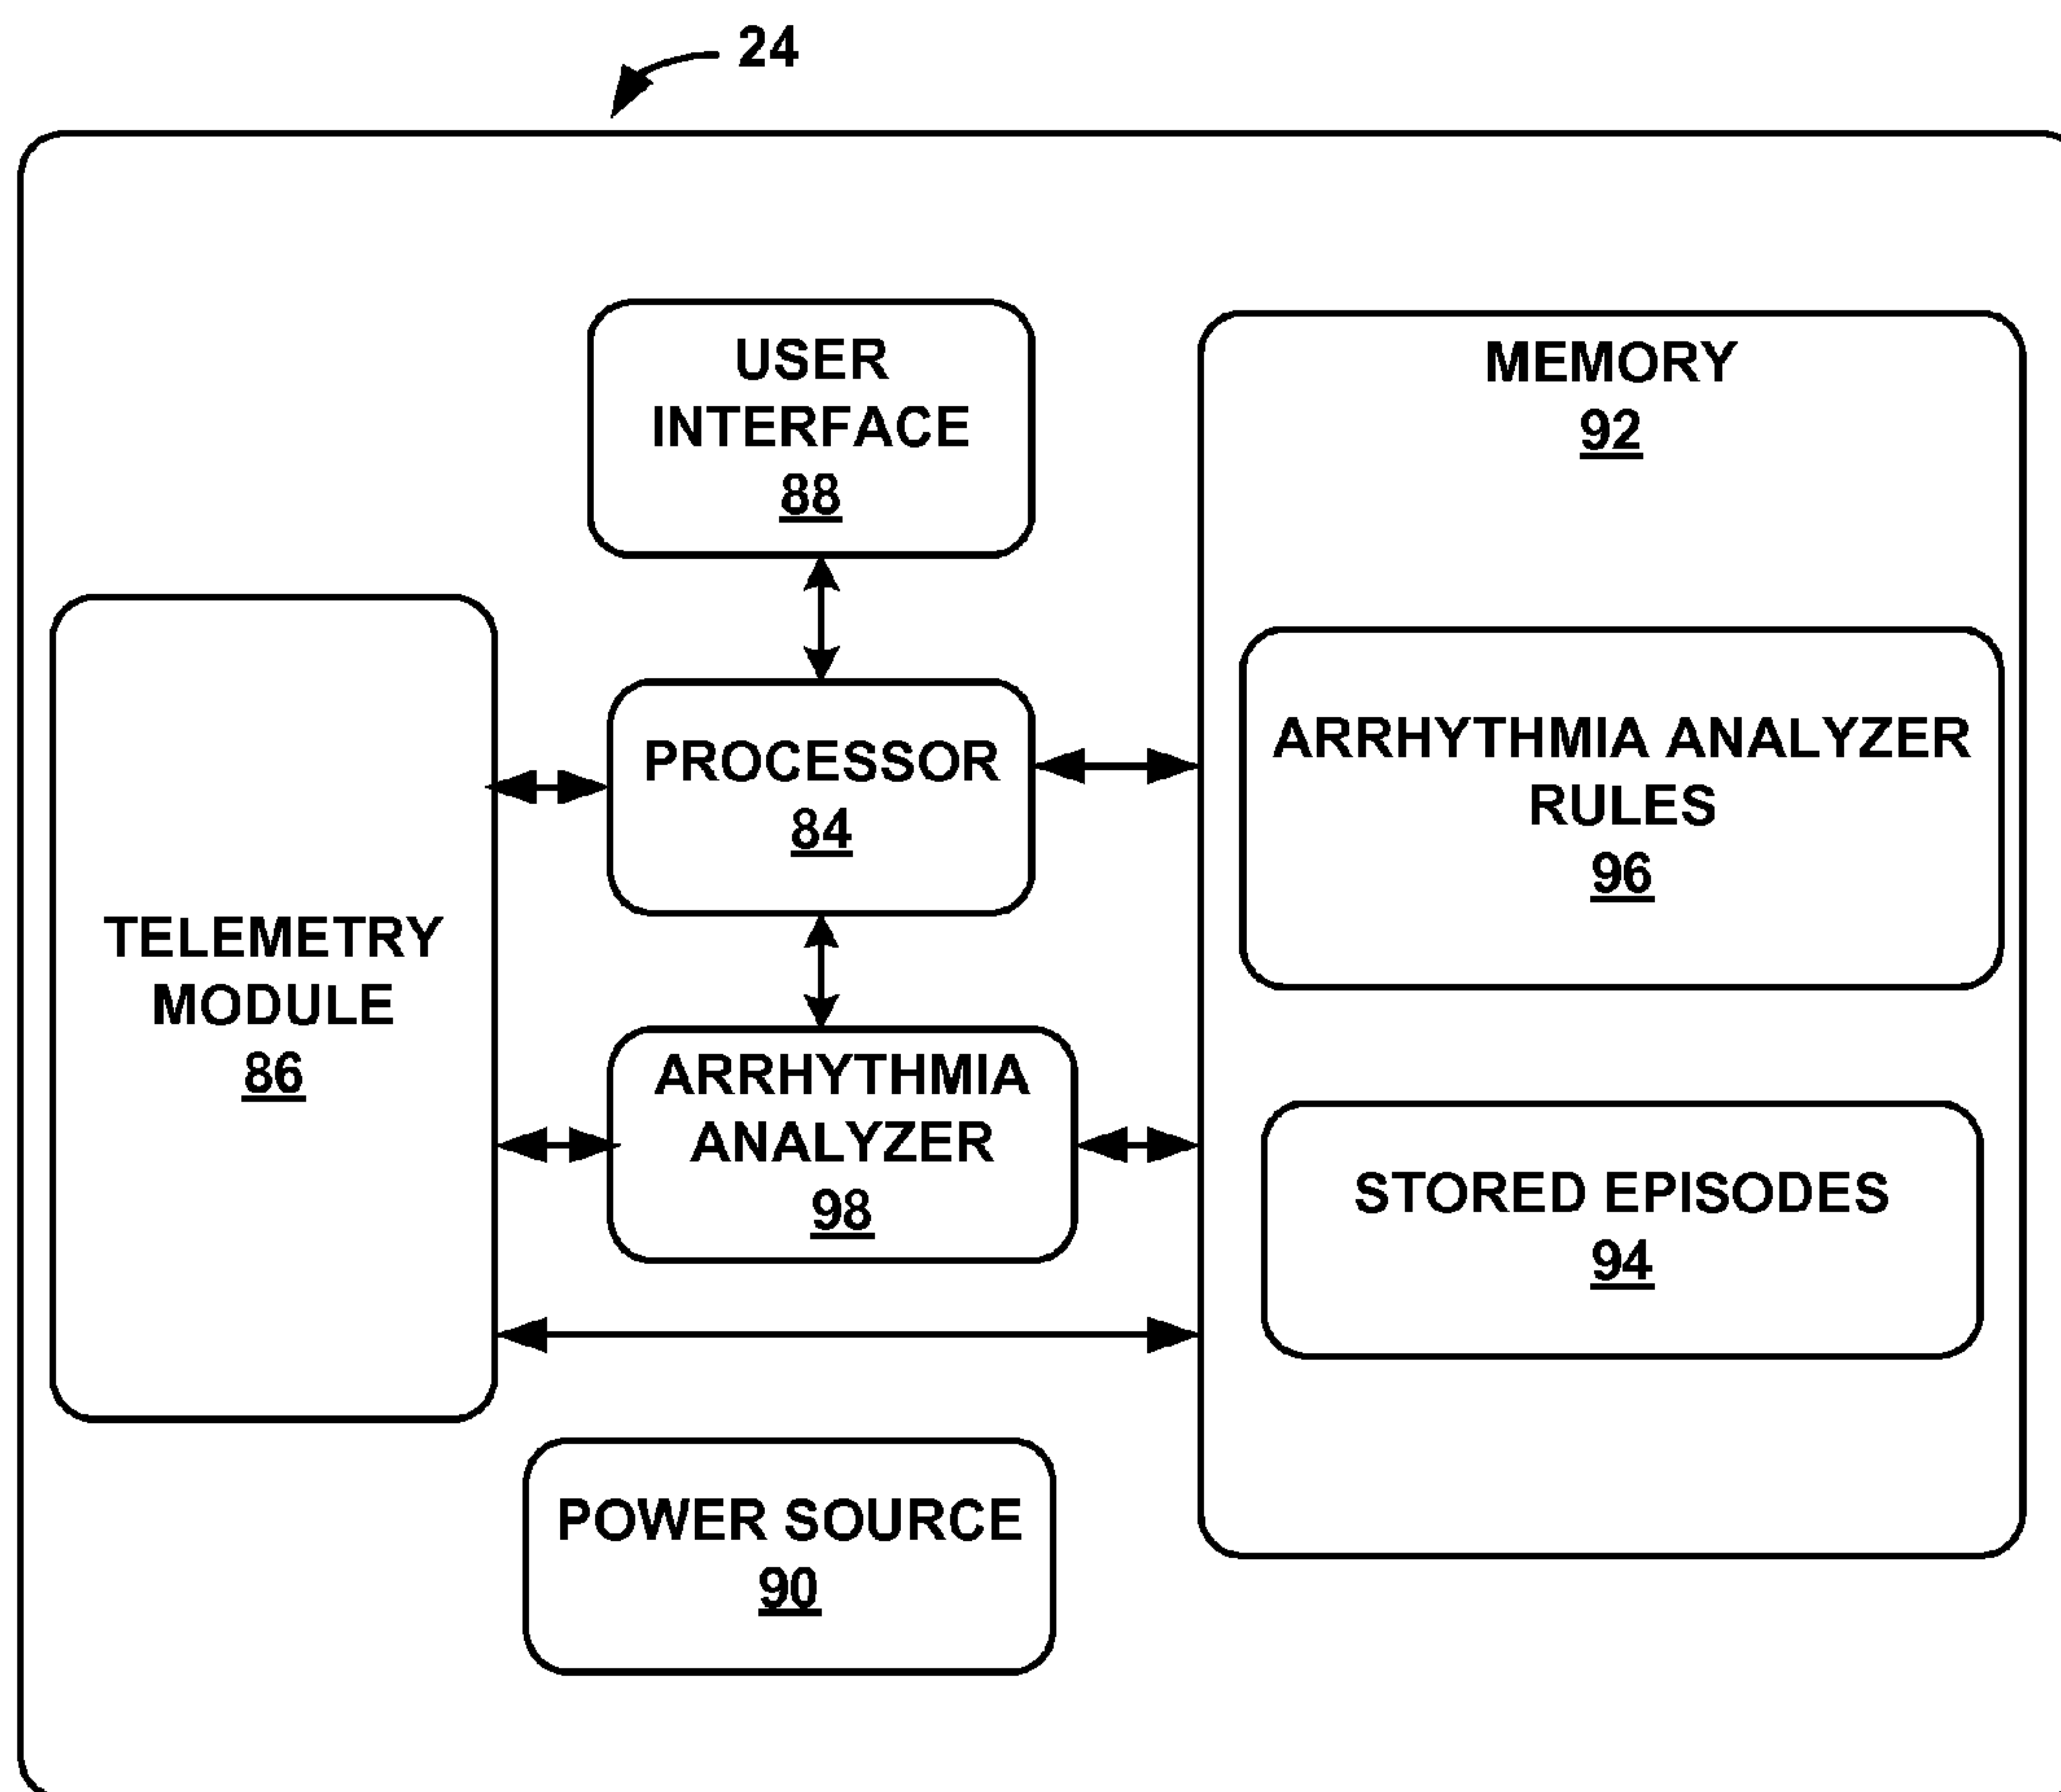 24
USER
INTERFACE
88
MEMORY
92
PROCESSOR
84
ARRHYTHMIA ANALYZER
RULES
96
TELEMETRY
MODULE
86
ARRHYTHMIA
ANALYZER
98
STORED EPISODES
94
POWER SOURCE
90